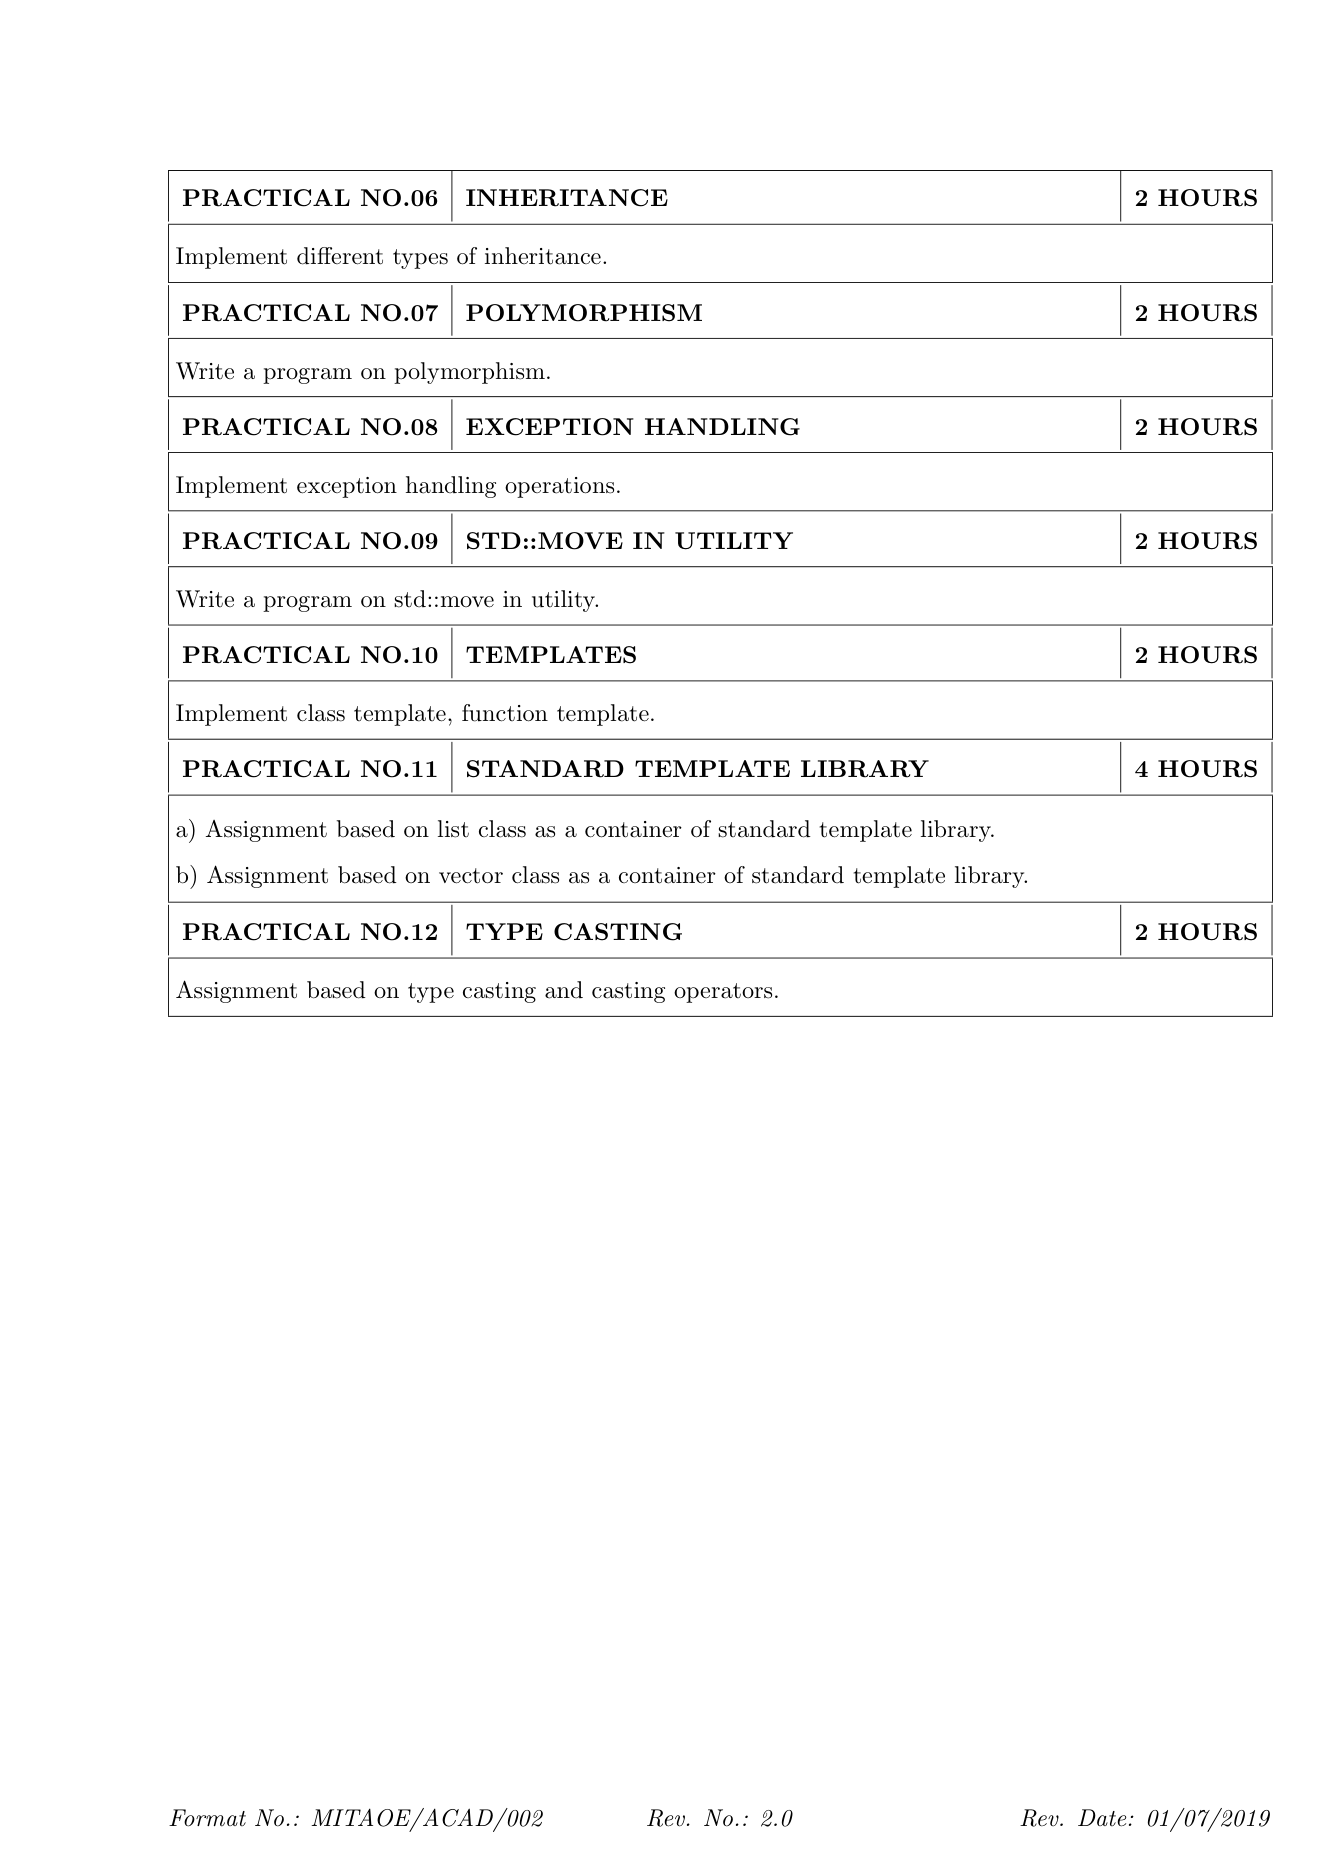 PRACTICAL NO.06 INHERITANCE 2 HOURS
Implement different types of inheritance.
PRACTICAL NO.07 POLYMORPHISM 2 HOURS
Write a program on polymorphism.
PRACTICAL NO.08 EXCEPTION HANDLING 2 HOURS
Implement exception handling operations.
PRACTICAL NO.09 STD::MOVE IN UTILITY 2 HOURS
Write a program on std::move in utility.
PRACTICAL NO.10 TEMPLATES 2 HOURS
Implement class template, function template.
PRACTICAL NO.11 STANDARD TEMPLATE LIBRARY 4 HOURS
a) Assignment based on list class as a container of standard template library.
b) Assignment based on vector class as a container of standard template library.
PRACTICAL NO.12 TYPE CASTING 2 HOURS
Assignment based on type casting and casting operators.
Format No.: MITAOE/ACAD/002 Rev. No.: 2.0 Rev. Date: 01/07/2019